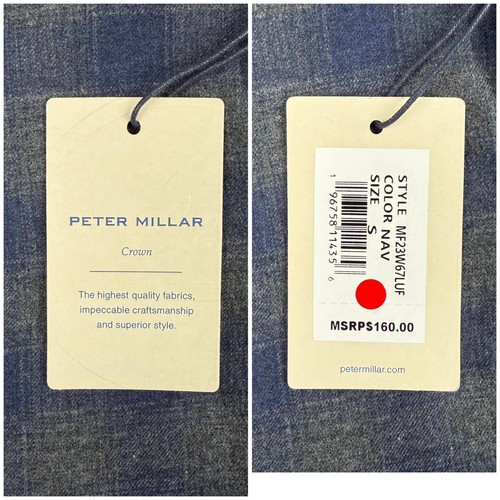 PETER MILLAR
Crown
The highest quality fabrics,
impeccable craftsmanship
and superior style.
STYLE MF23W67LUF
COLOR NAV
SIZE S
1 96758 11435 6
MSRP$160.00
petermillar.com